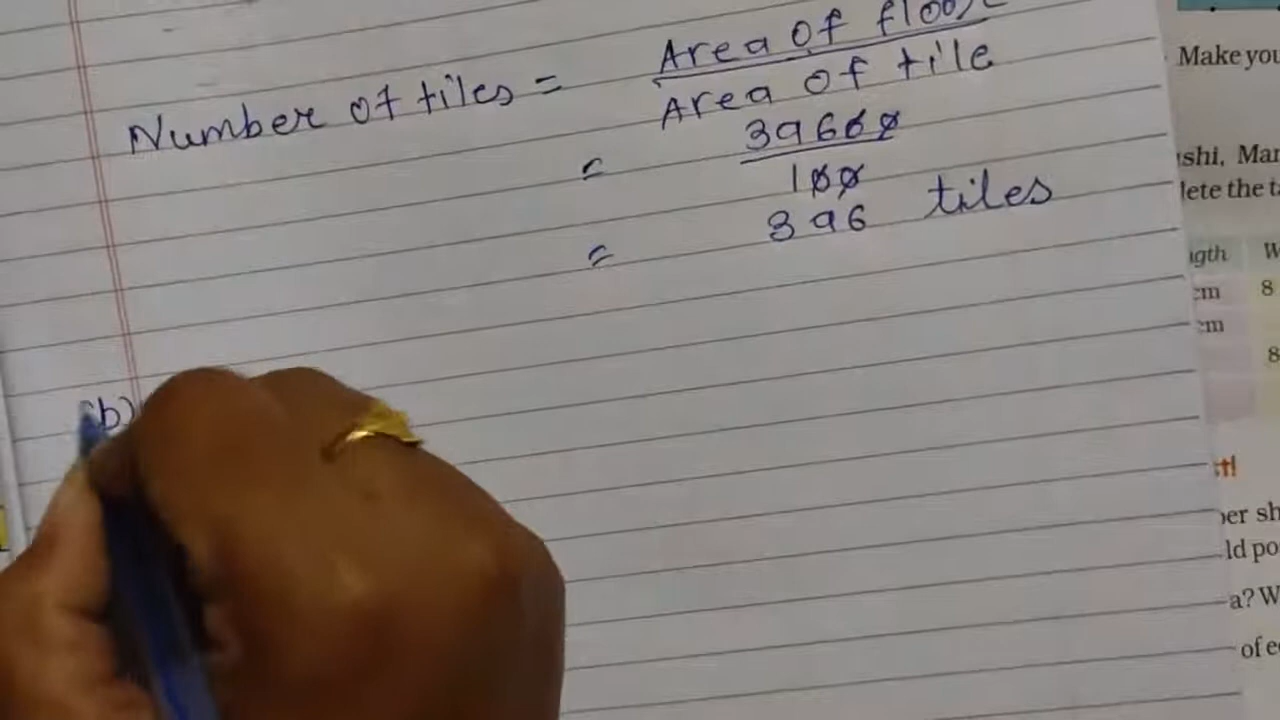 Area of floor
Number of tiles =
Area of tile
= 39600
100
= 396 tiles
(b)
Make you
shi, Mar
lete the t
gth W
cm 8
cm
8
t!
er sh
ld po
a? W
of e